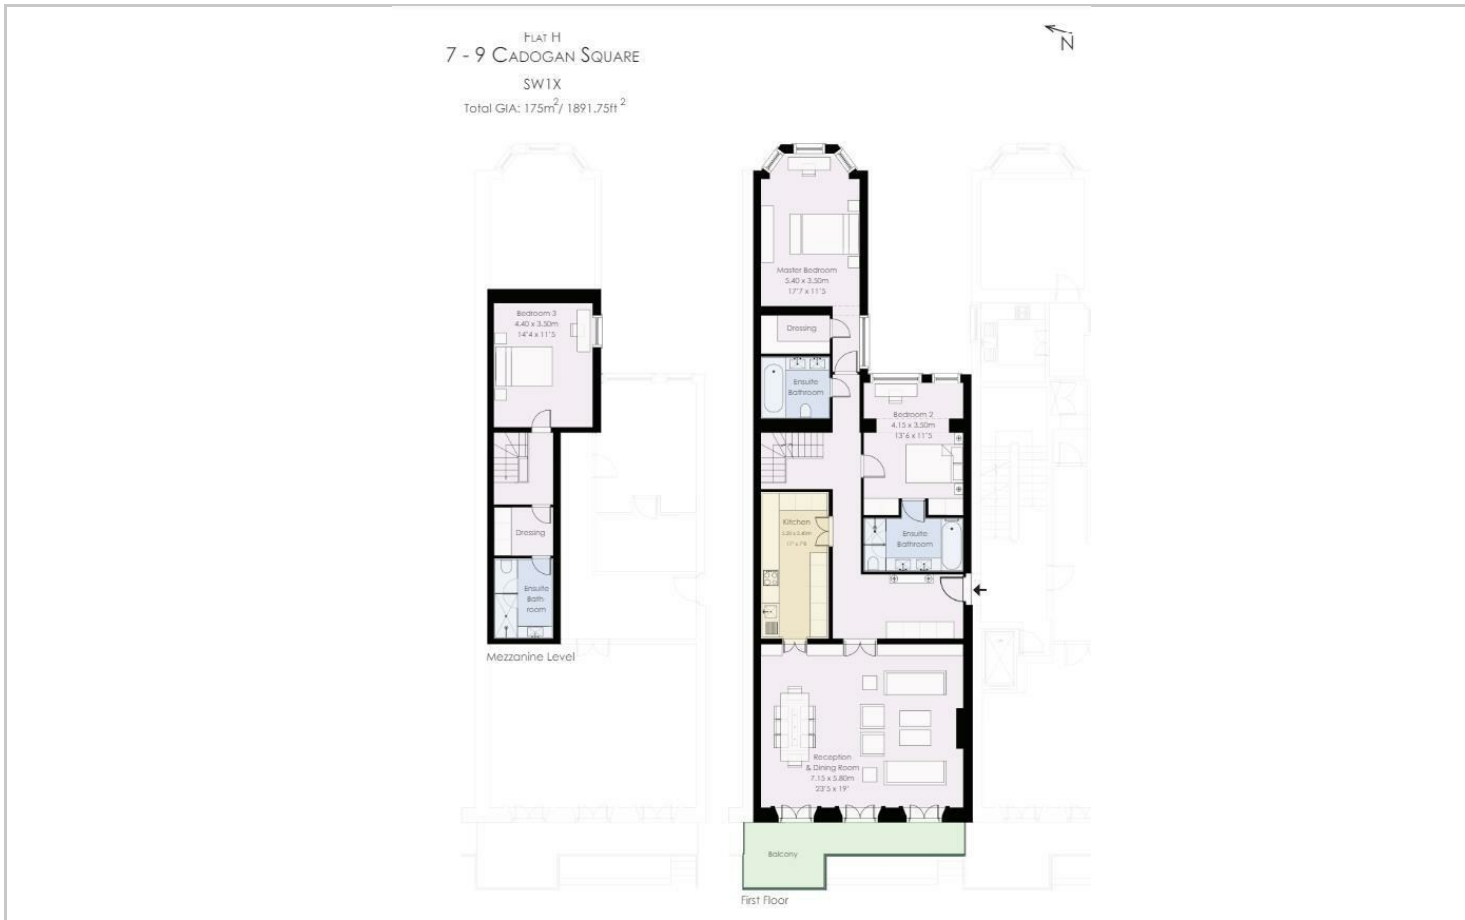 FLAT H
7 - 9 CADOGAN SQUARE
SW1X
Total GIA: 175m²/ 1891.75ft²
N
Master Bedroom
5.40 x 3.50m
17'7 x 11'5
Bedroom 3
4.40 x 3.50m
14'4 x 11'5
Dressing
Ensuite
Bathroom
Bedroom 2
4.15 x 3.50m
13'6 x 11'5
Kitchen
Ensuite
Bathroom
Dressing
Ensuite
Bath
room
Mezzanine Level
Reception
& Dining Room
7.15 x 5.80m
23'5 x 19'
Balcony
First Floor